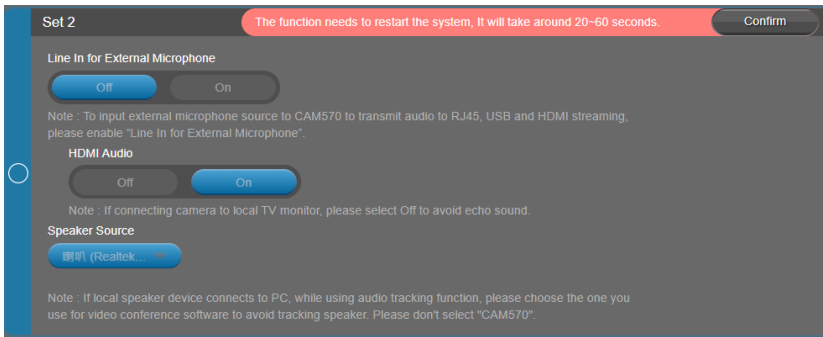 Set 2
The function needs to restart the system, It will take around 20~60 seconds.
Confirm
Line In for External Microphone
Off
On
Note : To input external microphone source to CAM570 to transmit audio to RJ45, USB and HDMI streaming,
please enable “Line In for External Microphone”.
HDMI Audio
Off
On
Note : If connecting camera to local TV monitor, please select Off to avoid echo sound.
Speaker Source
喇叭 (Realtek...
Note : If local speaker device connects to PC, while using audio tracking function, please choose the one you
use for video conference software to avoid tracking speaker. Please don't select "CAM570".